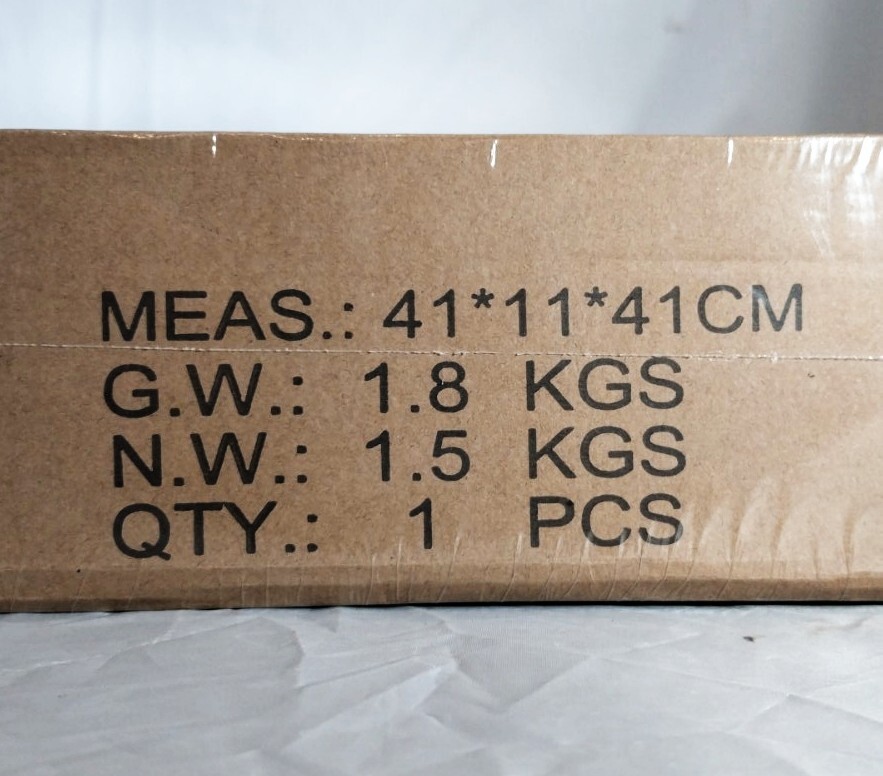 MEAS.: 41*11*41CM
G.W.: 1.8 KGS
N.W.: 1.5 KGS
QTY.: 1 PCS